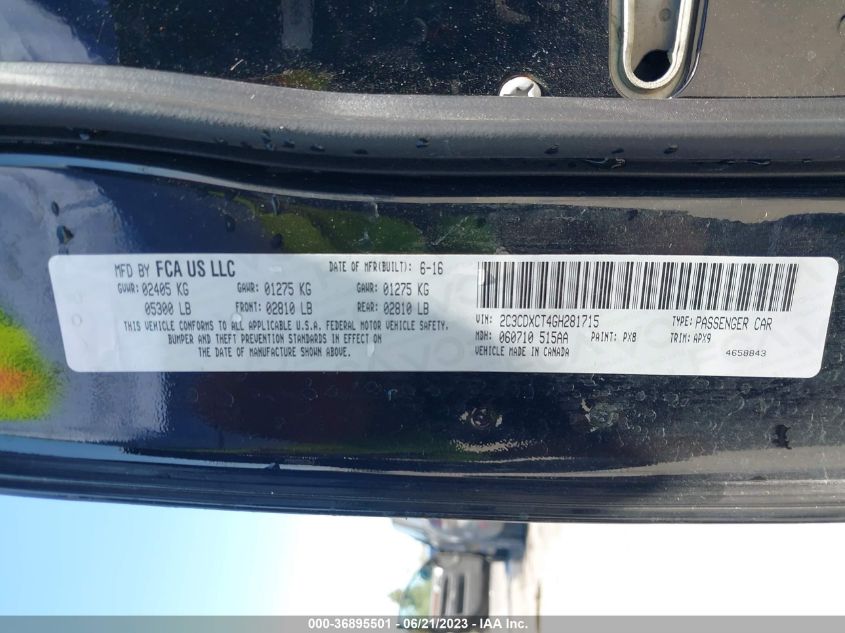 MFD BY FCA US LLC
DATE OF MFR(BUILT): 6-16
GVWR: 02405 KG GAWR: 01275 KG GAWR: 01275 KG
05300 LB FRONT: 02810 LB REAR: 02810 LB
THIS VEHICLE CONFORMS TO ALL APPLICABLE U.S.A. FEDERAL MOTOR VEHICLE SAFETY,
BUMPER AND THEFT PREVENTION STANDARDS IN EFFECT ON
THE DATE OF MANUFACTURE SHOWN ABOVE.
VIN: 2C3CDXCT4GH281715 TYPE: PASSENGER CAR
MDH: 060710 515AA PAINT: PX8 TRIM: APX9
VEHICLE MADE IN CANADA 4658843
000-36895501 - 06/21/2023 - © IAA Inc.